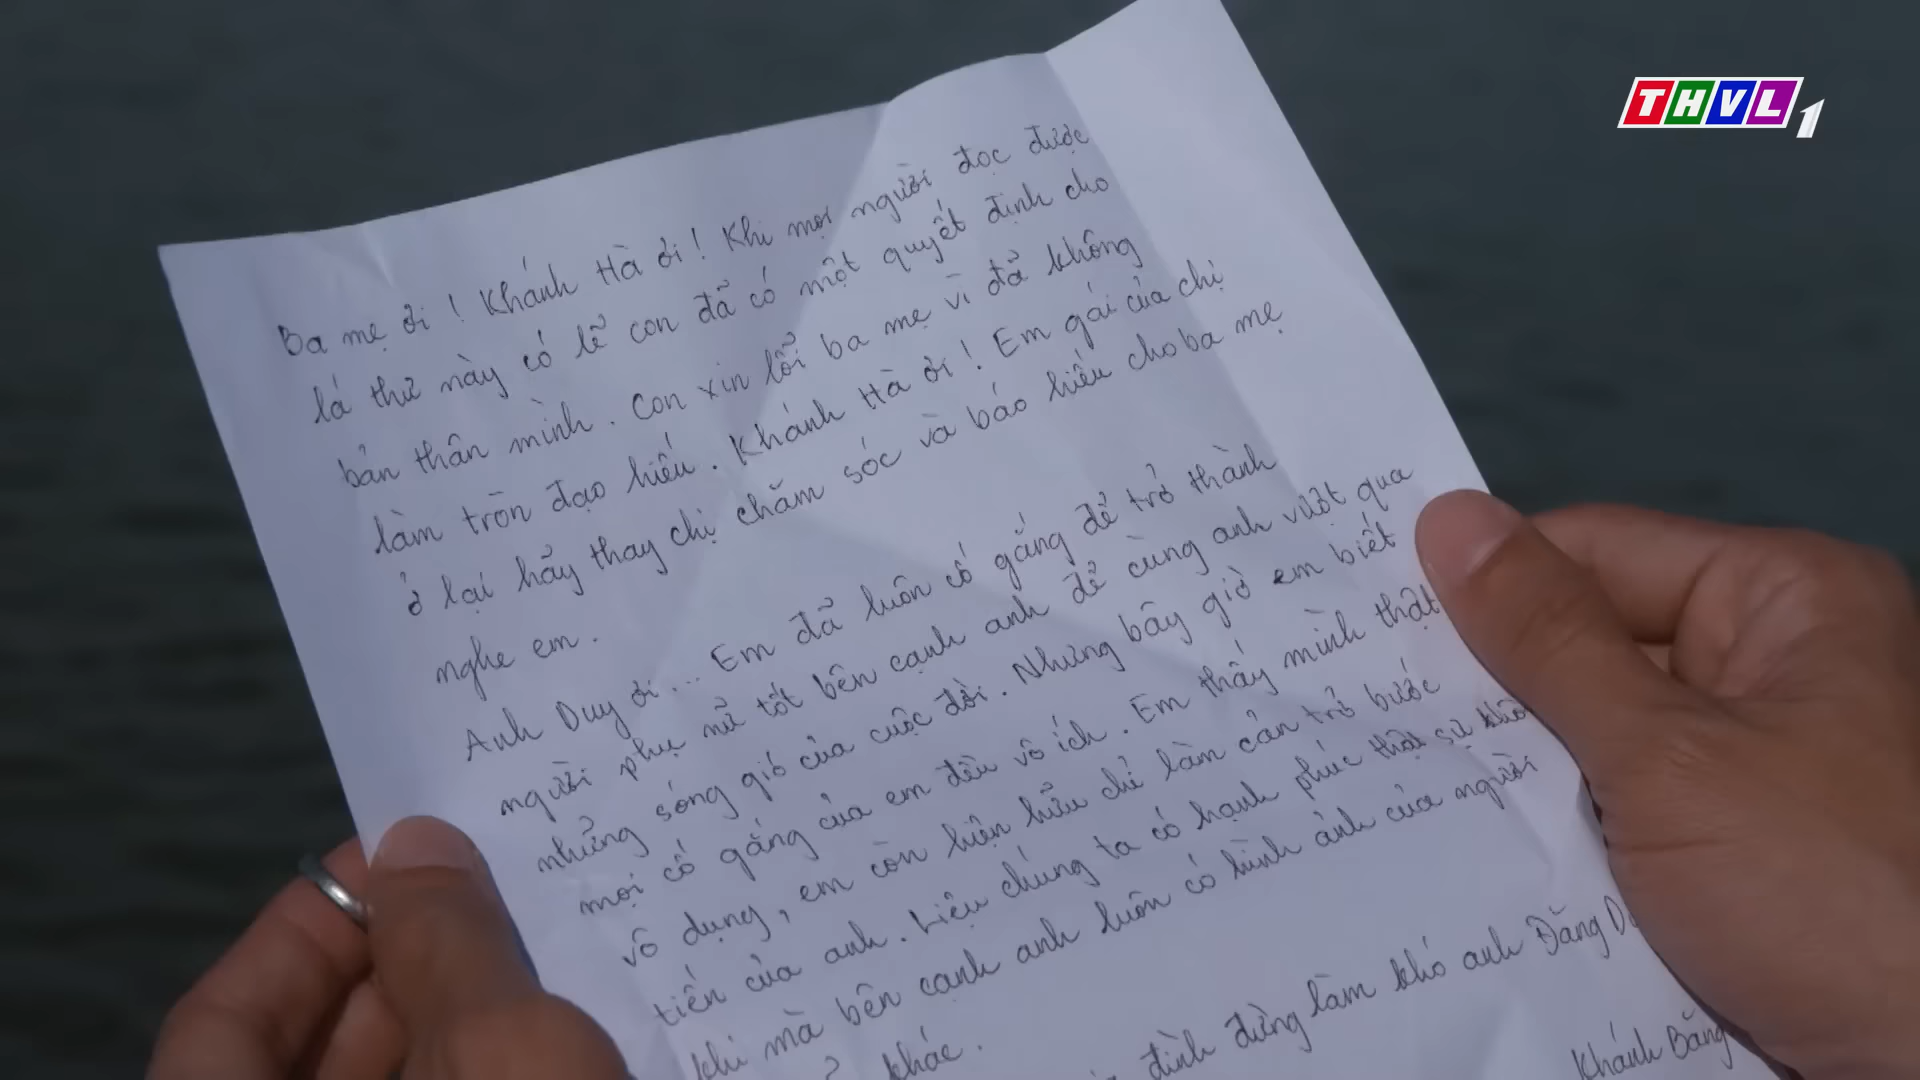 THVL1
Ba mẹ ơi! Khánh Hà ơi! Khi mọi người đọc được
lá thư này có lẽ con đã có một quyết định cho
bản thân mình. Con xin lỗi ba mẹ vì đã không
làm tròn đạo hiếu. Khánh Hà ơi! Em gái của chị
ở lại hãy thay chị chăm sóc và báo hiếu cho ba mẹ
nghe em.
Anh Duy ơi... Em đã luôn cố gắng để trở thành
người phụ nữ tốt bên cạnh anh để cùng anh vượt qua
những sóng gió của cuộc đời. Nhưng bây giờ em biết
mọi cố gắng của em đều vô ích. Em thấy mình thật
vô dụng, em còn hiện hữu chỉ làm cản trở bước
tiến của anh. Liệu chúng ta có hạnh phúc thật sự
khi mà bên cạnh anh luôn có hình ảnh của người
khác.
đình đừng làm khó anh Đăng
Khánh Băng